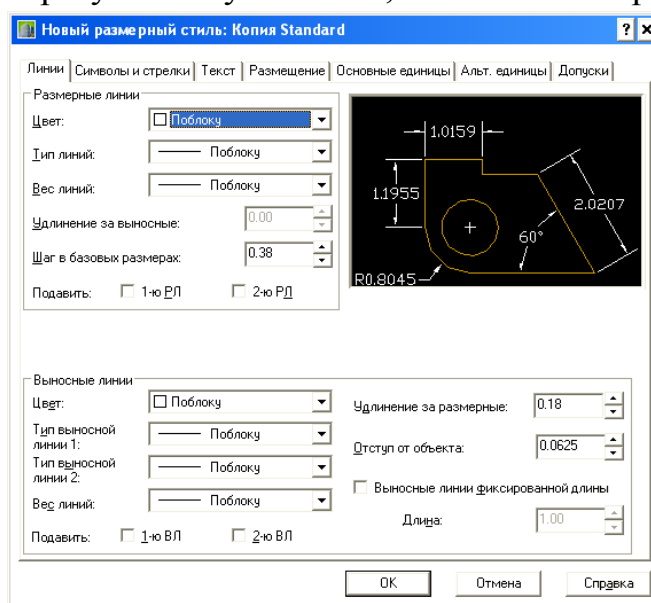 Новый размерный стиль: Копия Standard
Линии Символы и стрелки Текст Размещение Основные единицы Альт. единицы Допуски
Размерные линии
Цвет: Поблоку
Тип линий: Поблоку
Вес линий: Поблоку
Удлинение за выносные: 0.00
Шаг в базовых размерах: 0.38
Подавить: 1-ю РЛ 2-ю РЛ
1.0159
1.1955
2.0207
60°
R0.8045
Выносные линии
Цвет: Поблоку
Тип выносной
линии 1: Поблоку
Тип выносной
линии 2: Поблоку
Вес линий: Поблоку
Подавить: 1-ю ВЛ 2-ю ВЛ
Удлинение за размерные: 0.18
Отступ от объекта: 0.0625
Выносные линии фиксированной длины
Длина: 1.00
OK Отмена Справка